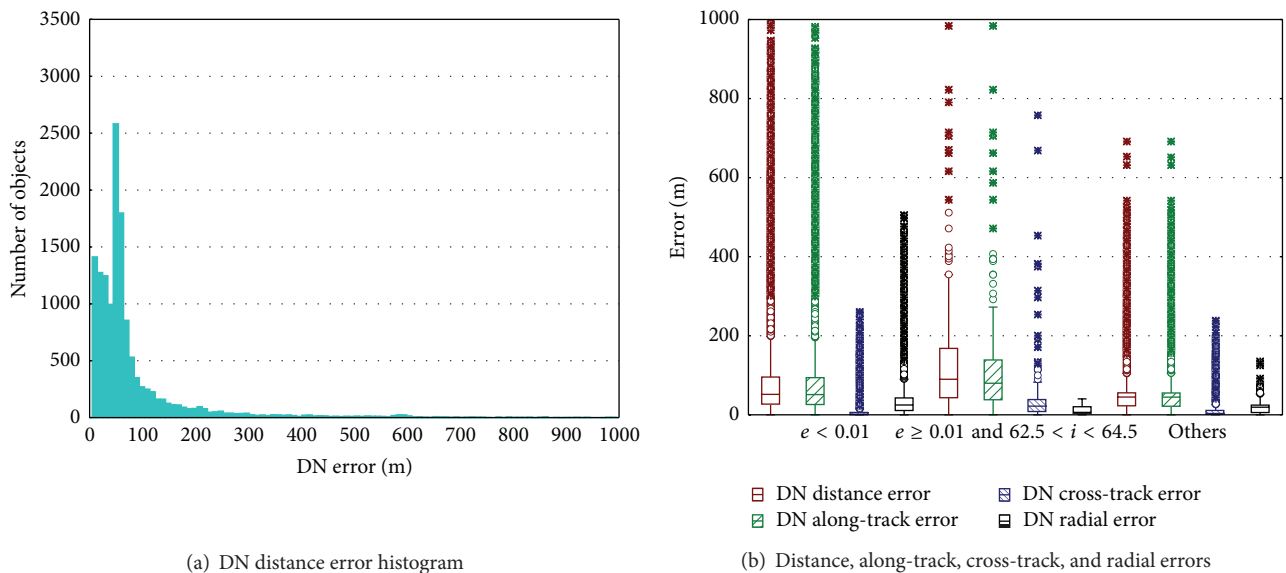 3500
3000
2500
2000
1500
1000
500
0
Number of objects
0 100 200 300 400 500 600 700 800 900 1000
DN error (m)
(a) DN distance error histogram
1000
800
600
400
200
0
Error (m)
e < 0.01 e ≥ 0.01 and 62.5 < i < 64.5 Others
DN distance error
DN along-track error
DN cross-track error
DN radial error
(b) Distance, along-track, cross-track, and radial errors